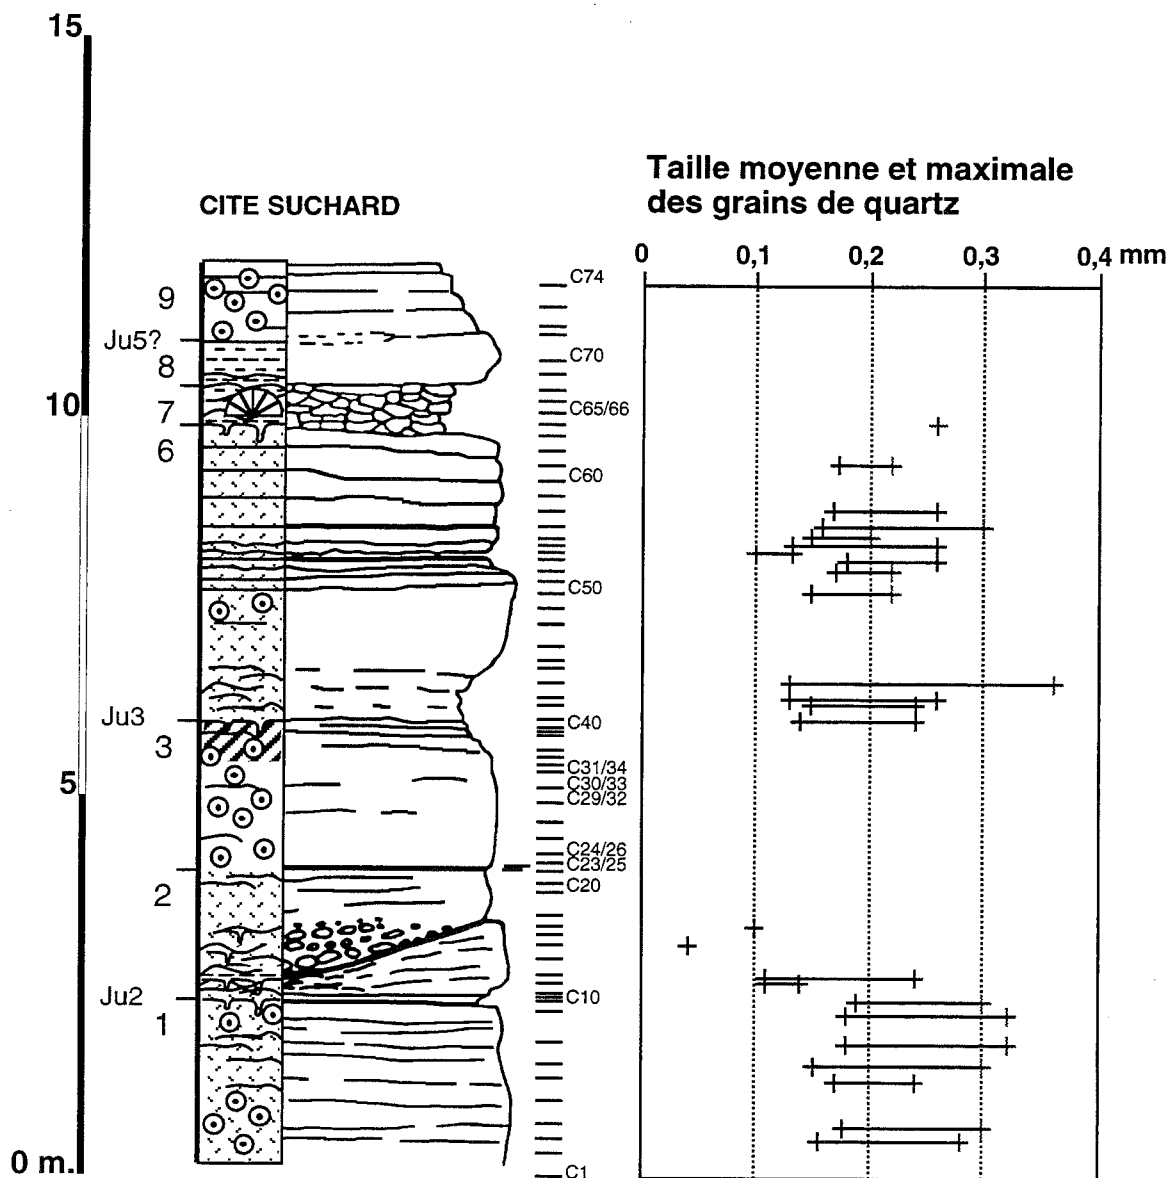 15
Taille moyenne et maximale
des grains de quartz
CITE SUCHARD
0 0,1 0,2 0,3 0,4 mm
C74
9
Ju5?
C70
8
10
7
C65/66
6
C60
C50
Ju3
C40
3
C31/34
5
C30/33
C29/32
C24/26
C23/25
2
C20
Ju2
C10
1
0 m.
C1